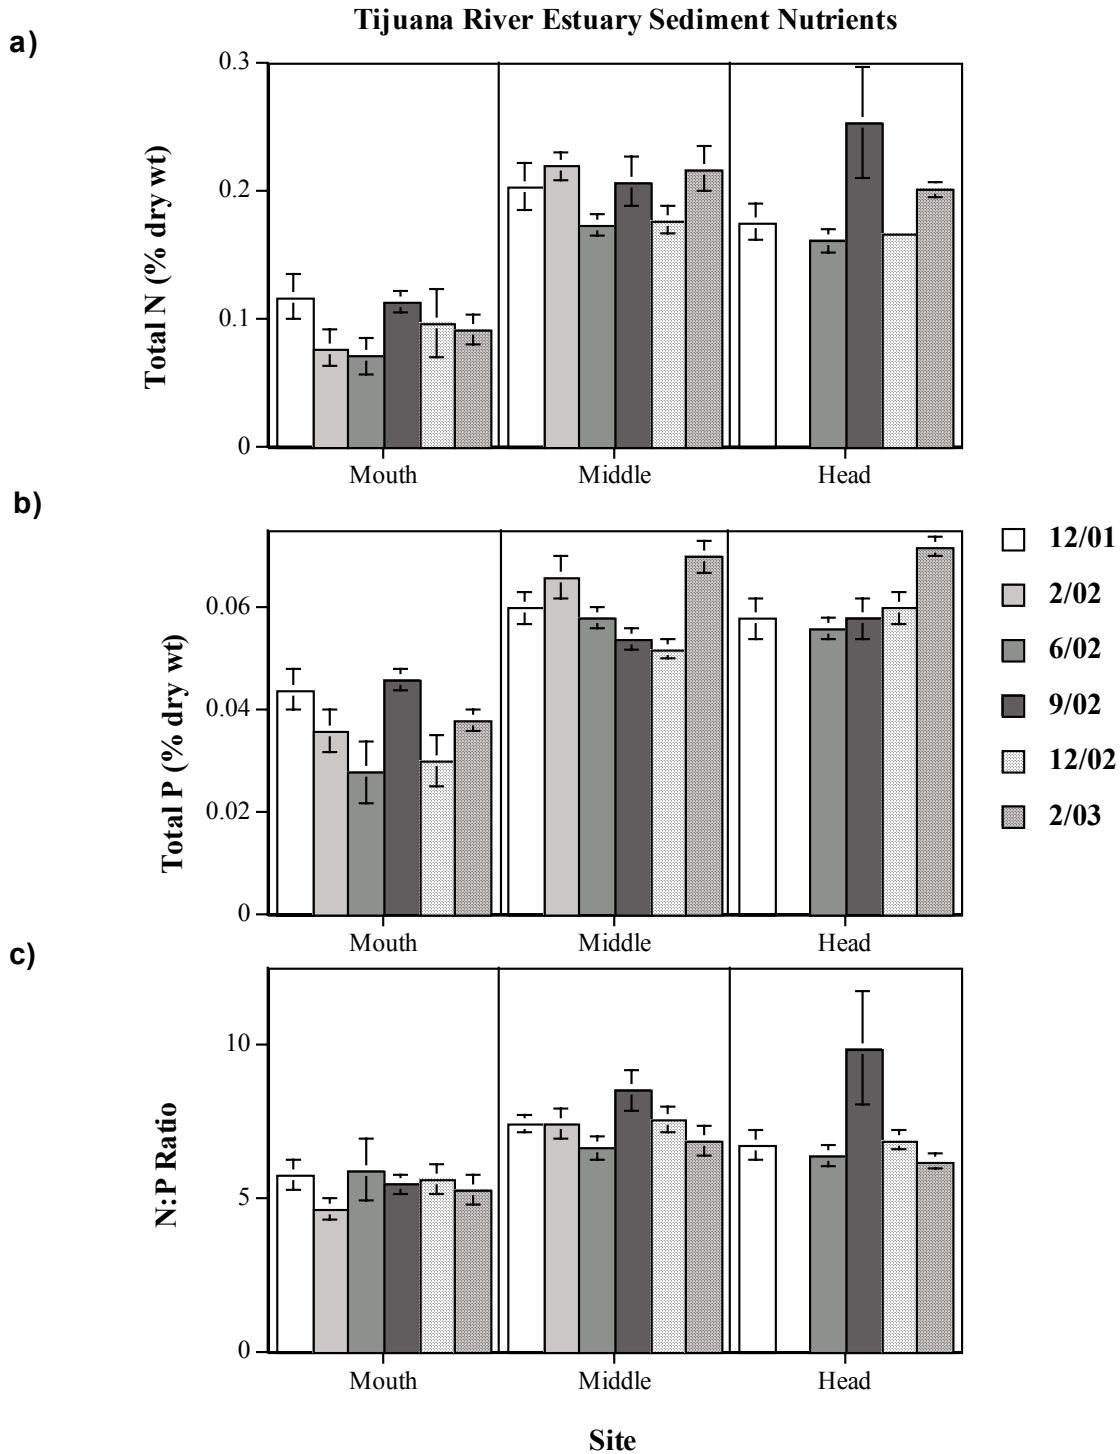 Tijuana River Estuary Sediment Nutrients
a)
0.3
0.2
0.1
0
Total N (% dry wt)
Mouth Middle Head
b)
0.06
0.04
0.02
0
Total P (% dry wt)
Mouth Middle Head
12/01
2/02
6/02
9/02
12/02
2/03
c)
10
5
0
N:P Ratio
Mouth Middle Head
Site